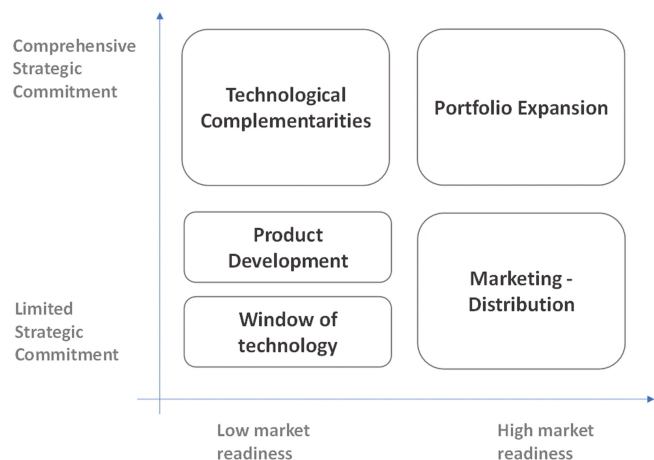 Comprehensive
Strategic
Commitment
Technological
Complementarities
Portfolio Expansion
Product
Development
Marketing -
Distribution
Window of
technology
Limited
Strategic
Commitment
Low market
readiness
High market
readiness